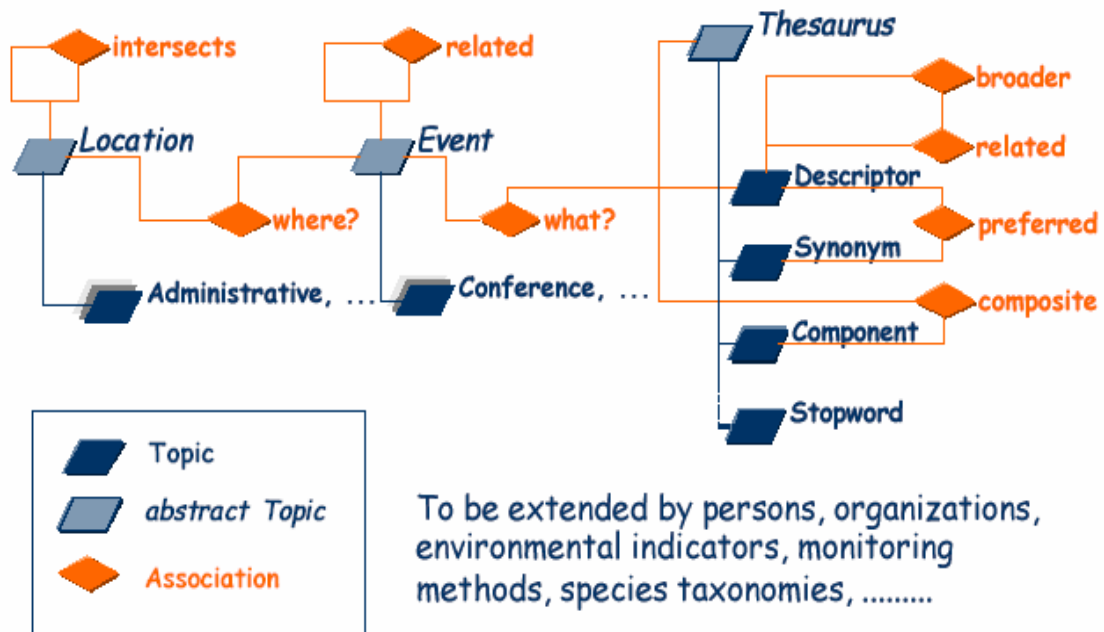 Thesaurus
intersects
related
broader
Location
Event
related
Descriptor
where?
what?
preferred
Synonym
Administrative, ...
Conference, ...
composite
Component
Stopword
Topic
abstract Topic
Association
To be extended by persons, organizations,
environmental indicators, monitoring
methods, species taxonomies, .........